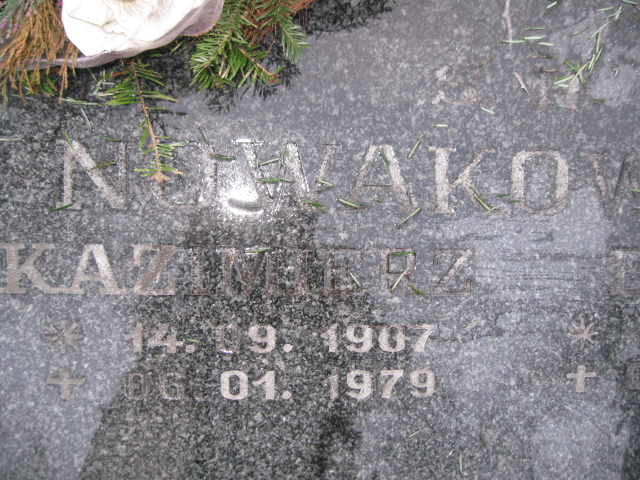 NOWAKOW
KAZIMIERZ
* 14. 09. 1907 *
+ 06. 01. 1979 +